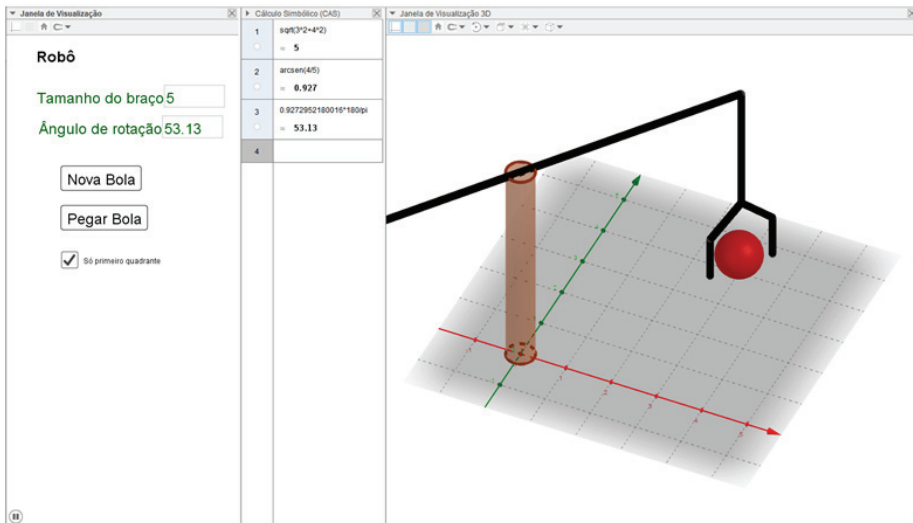 Janela de Visualização
Robô
Tamanho do braço 5
Ângulo de rotação 53.13
Nova Bola
Pegar Bola
Só primeiro quadrante
Cálculo Simbólico (CAS)
1 sqrt(3^2+4^2)
= 5
2 arcsen(4/5)
= 0.927
3 0.9272952180016*180/pi
= 53.13
4
Janela de Visualização 3D